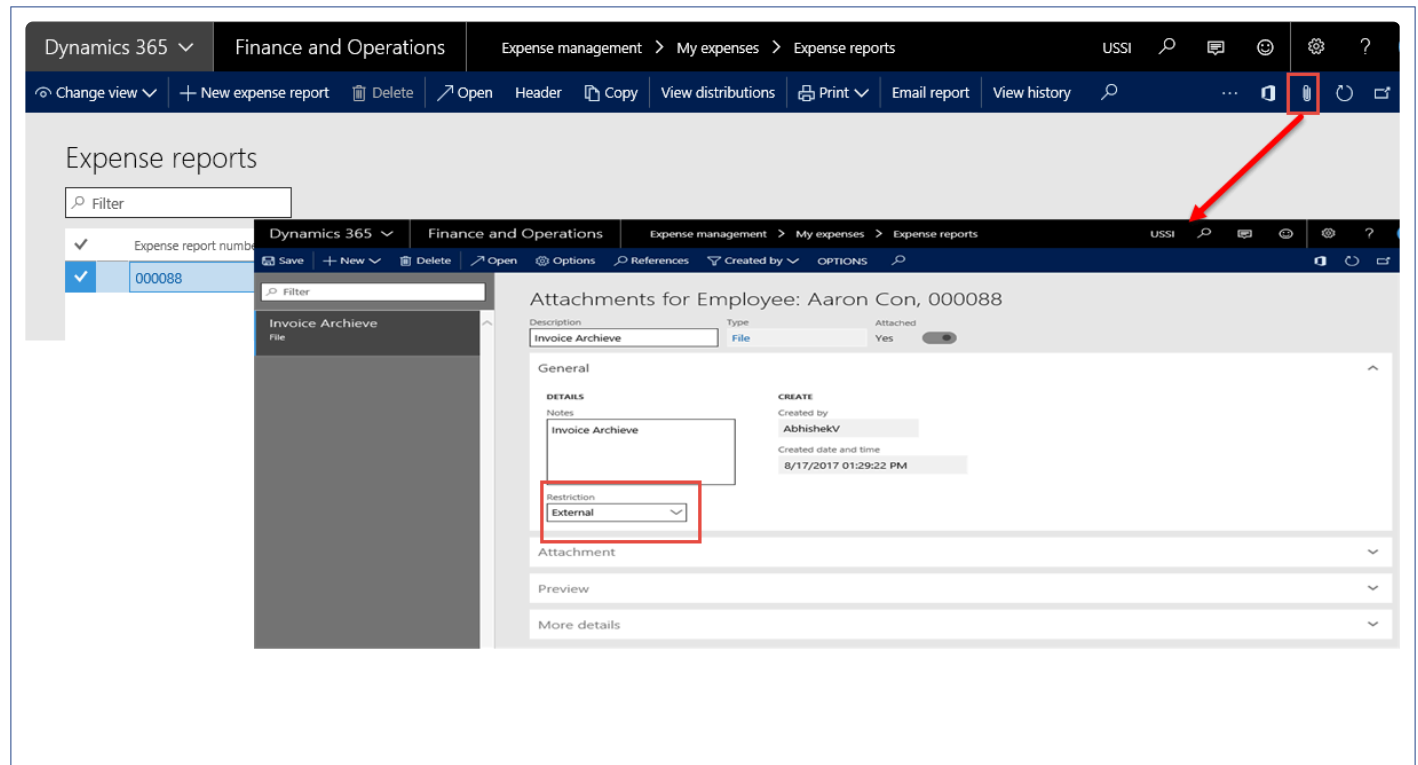 Dynamics 365 Finance and Operations Expense management > My expenses > Expense reports USSI ?
Change view + New expense report Delete Open Header Copy View distributions Print Email report View history ...
Expense reports
Filter
Expense report numbe
000088
Dynamics 365 Finance and Operations Expense management > My expenses > Expense reports USSI ?
Save + New Delete Open Options References Created by OPTIONS
Filter
Invoice Archieve
File
Attachments for Employee: Aaron Con, 000088
Description Type Attached
Invoice Archieve File Yes
General
DETAILS CREATE
Notes Created by
Invoice Archieve AbhishekV
Created date and time
8/17/2017 01:29:22 PM
Restriction
External
Attachment
Preview
More details